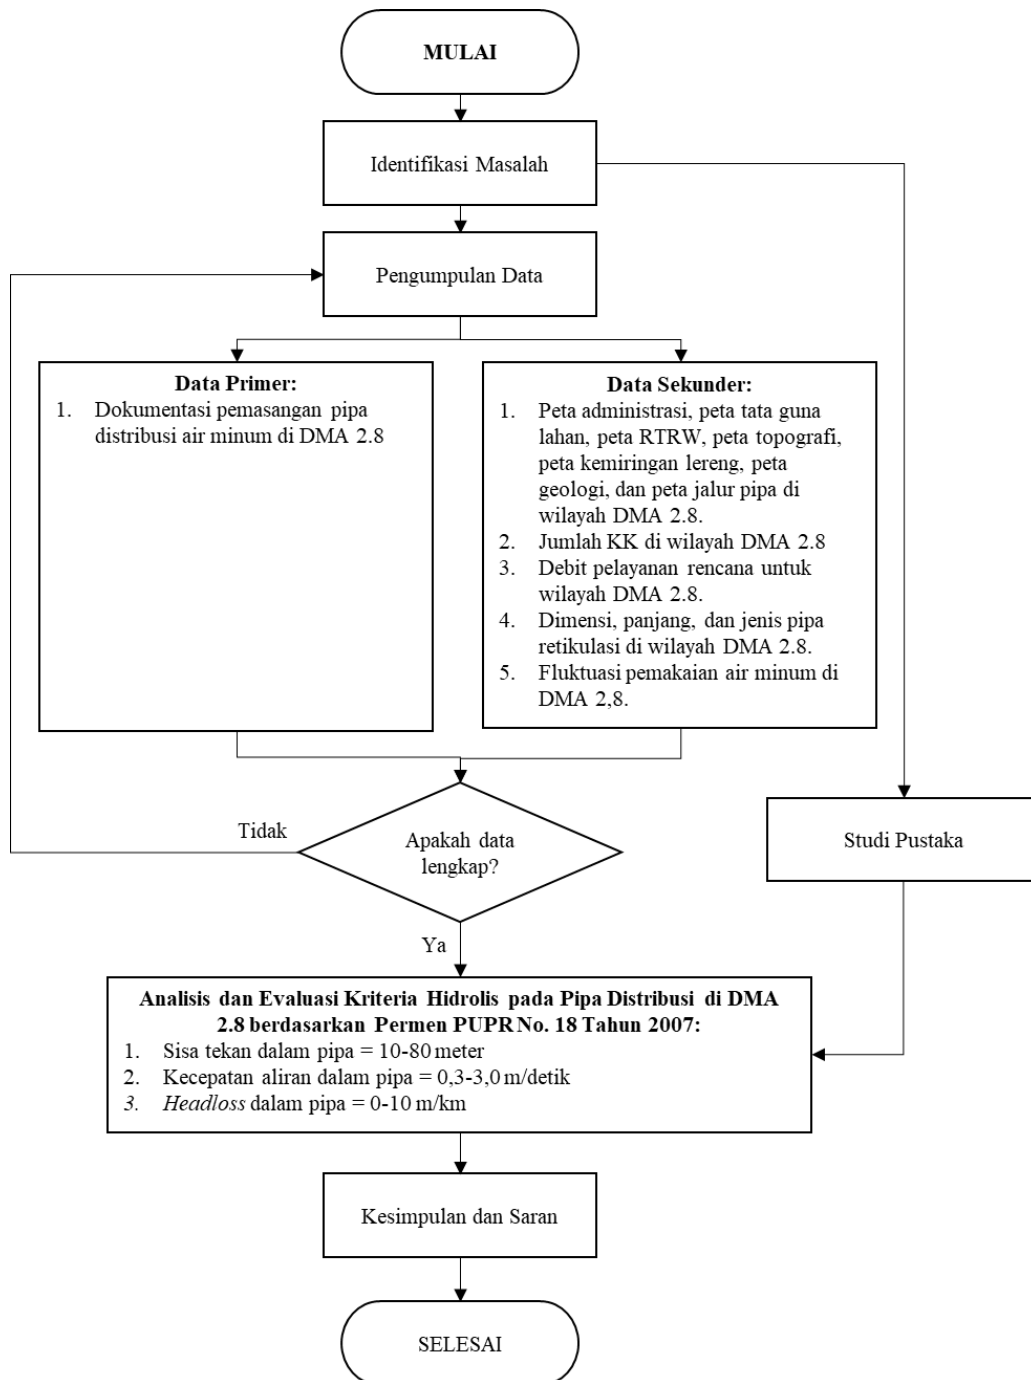 MULAI
Identifikasi Masalah
Pengumpulan Data
Data Primer:
1. Dokumentasi pemasangan pipa
distribusi air minum di DMA 2.8
Data Sekunder:
1. Peta administrasi, peta tata guna
lahan, peta RTRW, peta topografi,
peta kemiringan lereng, peta
geologi, dan peta jalur pipa di
wilayah DMA 2.8.
2. Jumlah KK di wilayah DMA 2.8
3. Debit pelayanan rencana untuk
wilayah DMA 2.8.
4. Dimensi, panjang, dan jenis pipa
retikulasi di wilayah DMA 2.8.
5. Fluktuasi pemakaian air minum di
DMA 2,8.
Tidak
Apakah data
lengkap?
Studi Pustaka
Ya
Analisis dan Evaluasi Kriteria Hidrolis pada Pipa Distribusi di DMA
2.8 berdasarkan Permen PUPR No. 18 Tahun 2007:
1. Sisa tekan dalam pipa = 10-80 meter
2. Kecepatan aliran dalam pipa = 0,3-3,0 m/detik
3. Headloss dalam pipa = 0-10 m/km
Kesimpulan dan Saran
SELESAI